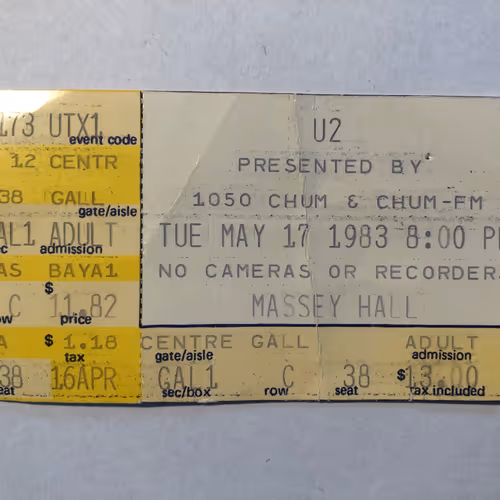 173 UTX1
event code
12 CENTR
38 GALL
gate/aisle
AL1 ADULT
admission
AS BAYA1
$
C 11.82
price
A $ 1.18
tax
38 16APR
U2
PRESENTED BY
1050 CHUM & CHUM-FM
TUE MAY 17 1983 8:00 P
NO CAMERAS OR RECORDER
MASSEY HALL
CENTRE GALL ADULT
gate/aisle admission
GAL1 C 38 $13.00
sec/box row seat tax included